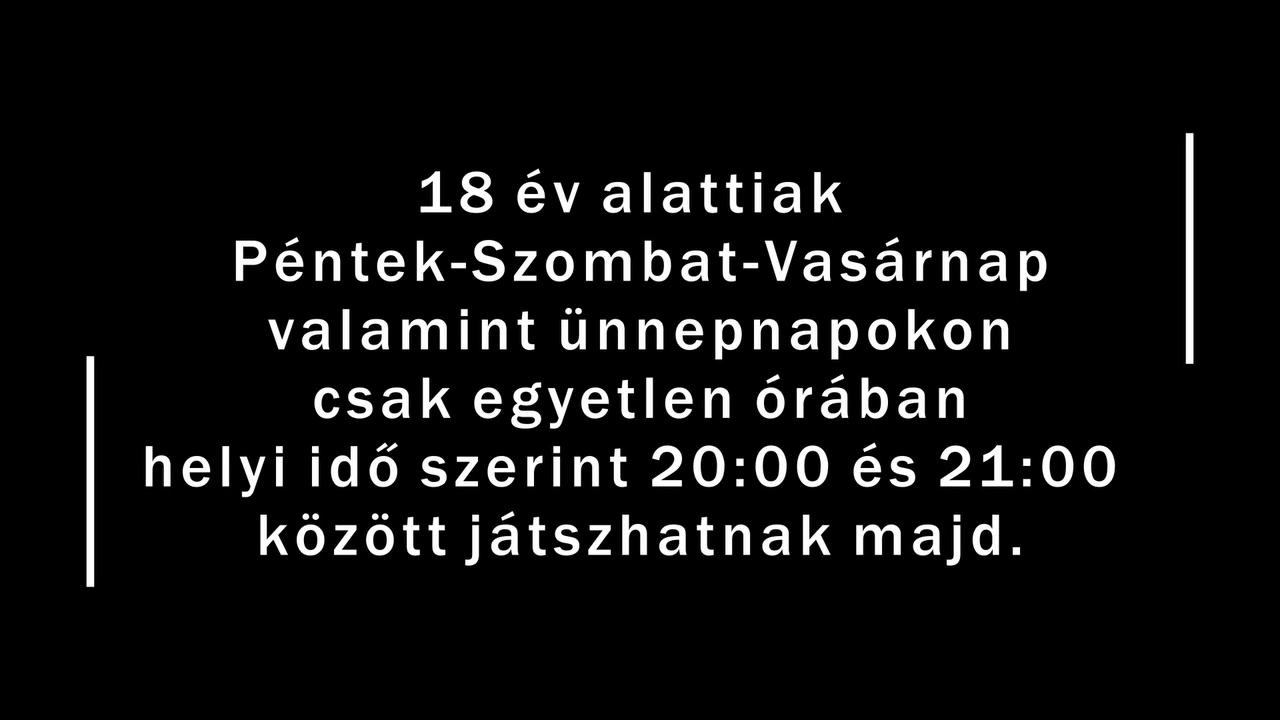 18 év alattiak
Péntek-Szombat-Vasárnap
valamint ünnepnapokon
csak egyetlen órában
helyi idő szerint 20:00 és 21:00
között játszhatnak majd.